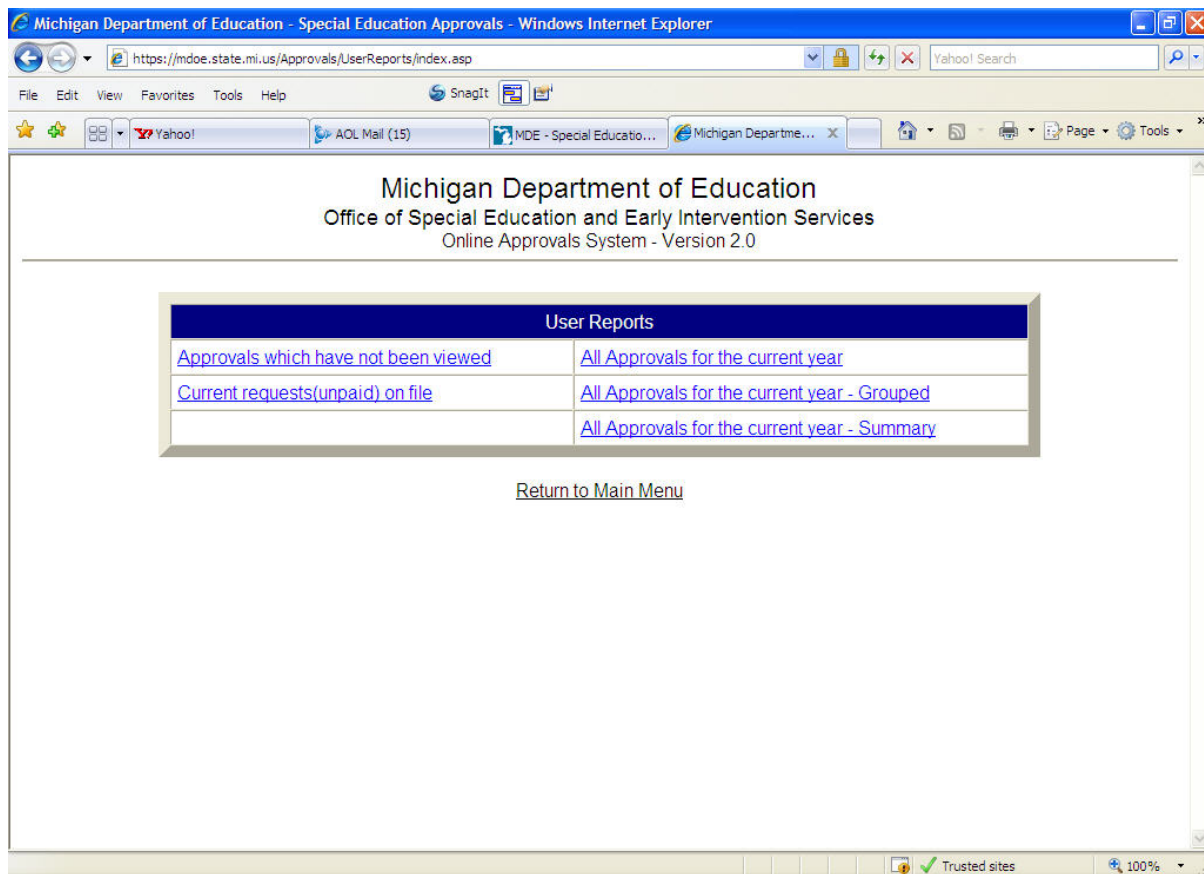 Michigan Department of Education - Special Education Approvals - Windows Internet Explorer
https://mdoe.state.mi.us/Approvals/UserReports/index.asp
Yahoo! Search
File Edit View Favorites Tools Help
SnagIt
Yahoo!
AOL Mail (15)
MDE - Special Educatio...
Michigan Departme...
Page
Tools
Michigan Department of Education
Office of Special Education and Early Intervention Services
Online Approvals System - Version 2.0
User Reports
Approvals which have not been viewed
All Approvals for the current year
Current requests(unpaid) on file
All Approvals for the current year - Grouped
All Approvals for the current year - Summary
Return to Main Menu
Trusted sites
100%